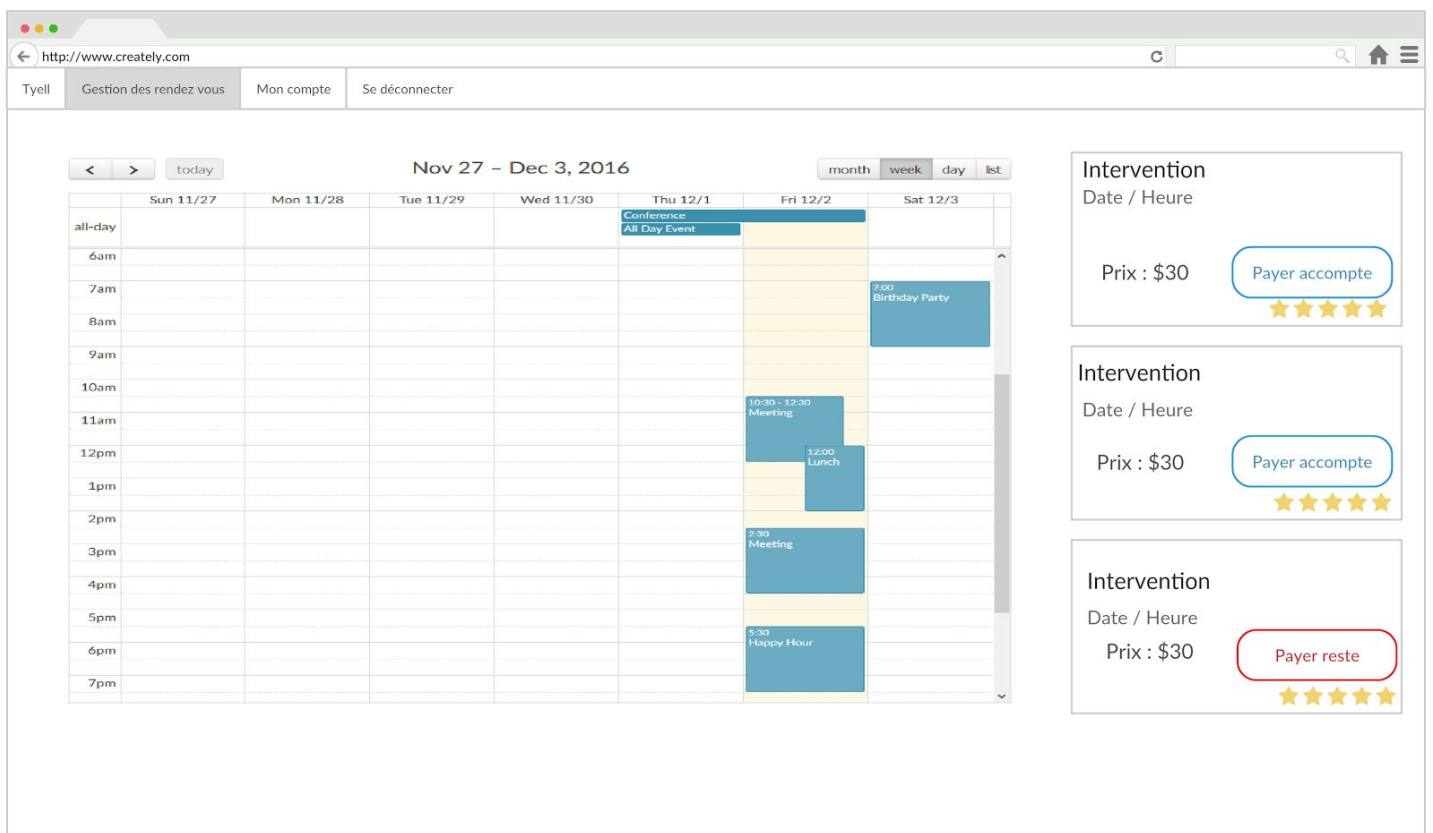 http://www.creately.com
Tyell Gestion des rendez vous Mon compte Se déconnecter
< > today Nov 27 – Dec 3, 2016 month week day list
Sun 11/27 Mon 11/28 Tue 11/29 Wed 11/30 Thu 12/1 Fri 12/2 Sat 12/3
all-day
Conference
All Day Event
6am
7am
8am
9am
10am
11am
12pm
1pm
2pm
3pm
4pm
5pm
6pm
7pm
7:00
Birthday Party
10:30 - 12:30
Meeting
12:00
Lunch
2:30
Meeting
5:30
Happy Hour
Intervention
Date / Heure
Prix : $30 Payer accompte
Intervention
Date / Heure
Prix : $30 Payer accompte
Intervention
Date / Heure
Prix : $30 Payer reste